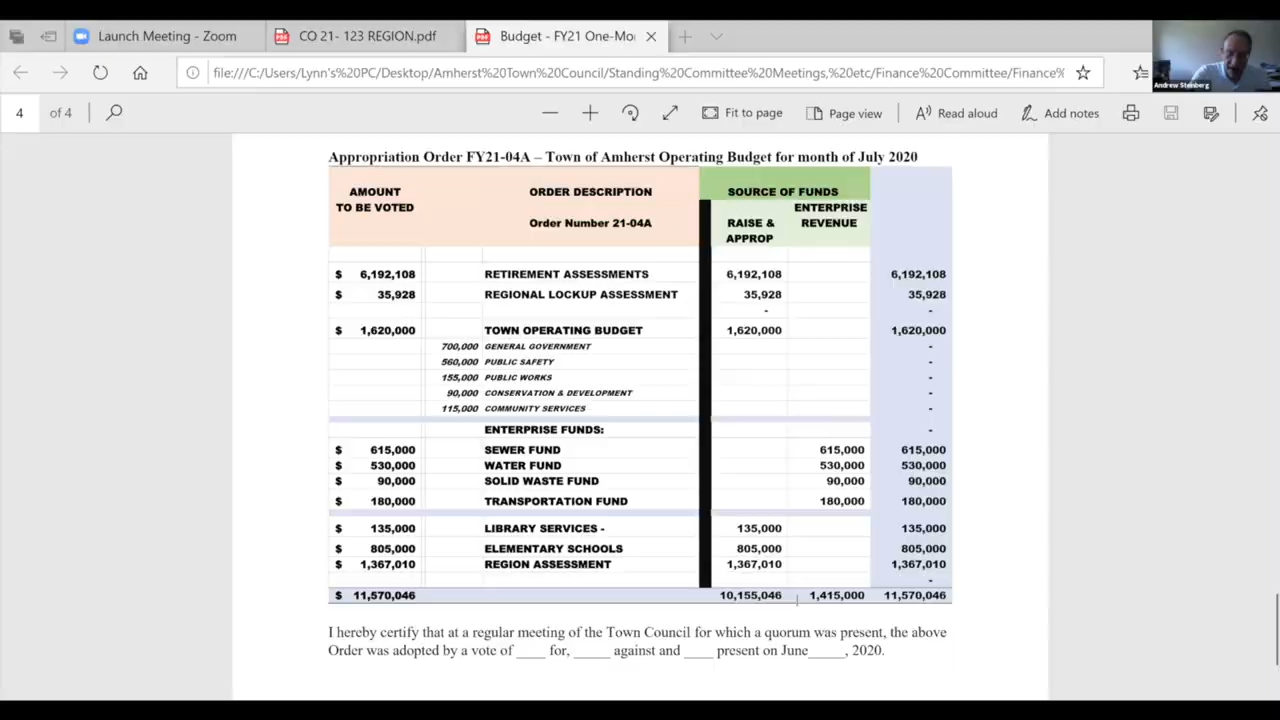 Launch Meeting - Zoom
CO 21- 123 REGION.pdf
Budget - FY21 One-Mo
file:///C:/Users/Lynn's%20PC/Desktop/Amherst%20Town%20Council/Standing%20Committee%20Meetings,%20etc/Finance%20Committee/Finance%
Andrew Steinberg
4 of 4 Fit to page Page view Read aloud Add notes
Appropriation Order FY21-04A – Town of Amherst Operating Budget for month of July 2020
AMOUNT ORDER DESCRIPTION SOURCE OF FUNDS
TO BE VOTED ENTERPRISE
Order Number 21-04A RAISE & REVENUE
APPROP
$ 6,192,108 RETIREMENT ASSESSMENTS 6,192,108 6,192,108
$ 35,928 REGIONAL LOCKUP ASSESSMENT 35,928 35,928
- -
$ 1,620,000 TOWN OPERATING BUDGET 1,620,000 1,620,000
700,000 GENERAL GOVERNMENT -
560,000 PUBLIC SAFETY -
155,000 PUBLIC WORKS -
90,000 CONSERVATION & DEVELOPMENT -
115,000 COMMUNITY SERVICES -
ENTERPRISE FUNDS: -
$ 615,000 SEWER FUND 615,000 615,000
$ 530,000 WATER FUND 530,000 530,000
$ 90,000 SOLID WASTE FUND 90,000 90,000
$ 180,000 TRANSPORTATION FUND 180,000 180,000
$ 135,000 LIBRARY SERVICES - 135,000 135,000
$ 805,000 ELEMENTARY SCHOOLS 805,000 805,000
$ 1,367,010 REGION ASSESSMENT 1,367,010 1,367,010
-
$ 11,570,046 10,155,046 1,415,000 11,570,046
I hereby certify that at a regular meeting of the Town Council for which a quorum was present, the above
Order was adopted by a vote of ____ for, _____ against and ____ present on June_____, 2020.